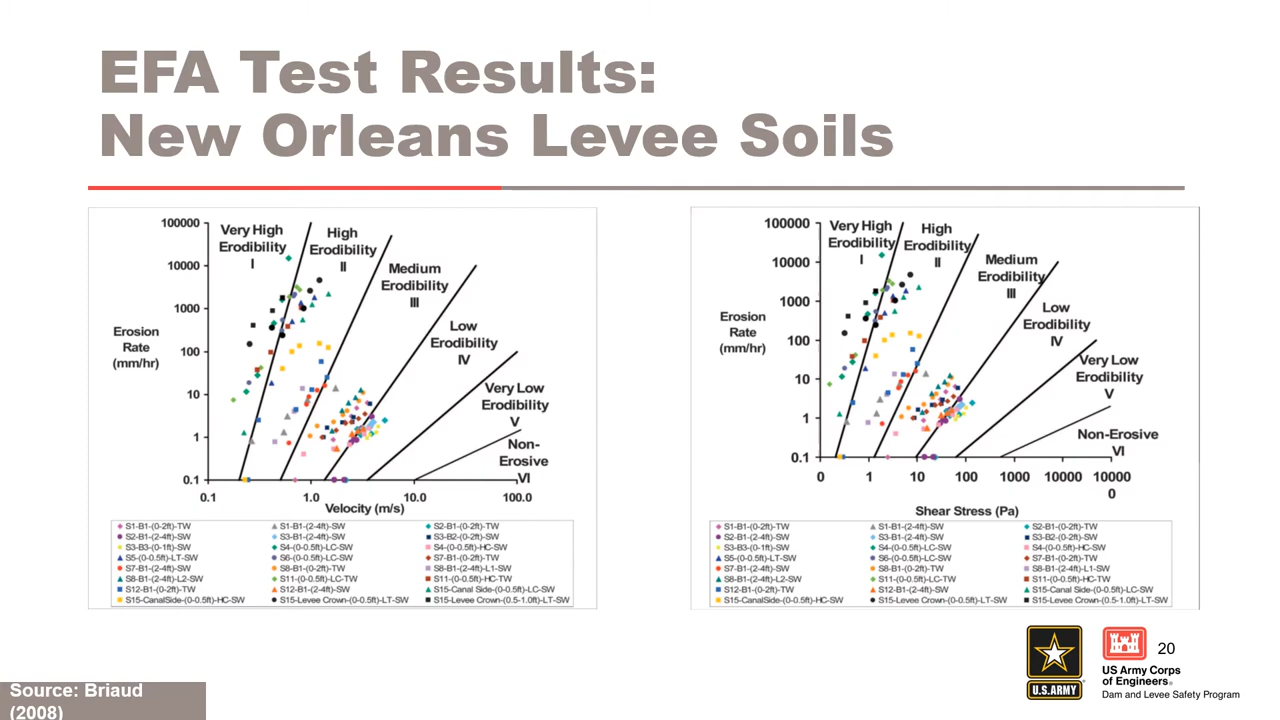 EFA Test Results:
New Orleans Levee Soils
100000
10000
1000
100
10
1
0.1
Erosion
Rate
(mm/hr)
Very High
Erodibility
I
High
Erodibility
II
Medium
Erodibility
III
Low
Erodibility
IV
Very Low
Erodibility
V
Non-
Erosive
VI
0.1
1.0
10.0
100.0
Velocity (m/s)
S1-B1-(0-2ft)-TW
S1-B1-(2-4ft)-SW
S2-B1-(0-2ft)-TW
S2-B1-(2-4ft)-SW
S3-B1-(2-4ft)-SW
S3-B2-(0-2ft)-SW
S3-B3-(0-1ft)-SW
S4-(0-0.5ft)-LC-SW
S4-(0-0.5ft)-HC-SW
S5-(0-0.5ft)-LT-SW
S6-(0-0.5ft)-LC-SW
S7-B1-(0-2ft)-TW
S7-B1-(2-4ft)-SW
S8-B1-(0-2ft)-TW
S8-B1-(2-4ft)-L1-SW
S8-B1-(2-4ft)-L2-SW
S11-(0-0.5ft)-LC-TW
S11-(0-0.5ft)-HC-TW
S12-B1-(0-2ft)-TW
S12-B1-(2-4ft)-SW
S15-Canal Side-(0-0.5ft)-LC-SW
S15-CanalSide-(0-0.5ft)-HC-SW
S15-Levee Crown-(0-0.5ft)-LT-SW
S15-Levee Crown-(0.5-1.0ft)-LT-SW
100000
10000
1000
100
10
1
0.1
Erosion
Rate
(mm/hr)
Very High
Erodibility
I
High
Erodibility
II
Medium
Erodibility
III
Low
Erodibility
IV
Very Low
Erodibility
V
Non-Erosive
VI
0
1
10
100
1000
10000
10000
0
Shear Stress (Pa)
S1-B1-(0-2ft)-TW
S1-B1-(2-4ft)-SW
S2-B1-(0-2ft)-TW
S2-B1-(2-4ft)-SW
S3-B1-(2-4ft)-SW
S3-B2-(0-2ft)-SW
S3-B3-(0-1ft)-SW
S4-(0-0.5ft)-LC-SW
S4-(0-0.5ft)-HC-SW
S5-(0-0.5ft)-LT-SW
S6-(0-0.5ft)-LC-SW
S7-B1-(0-2ft)-TW
S7-B1-(2-4ft)-SW
S8-B1-(0-2ft)-TW
S8-B1-(2-4ft)-L1-SW
S8-B1-(2-4ft)-L2-SW
S11-(0-0.5ft)-LC-TW
S11-(0-0.5ft)-HC-TW
S12-B1-(0-2ft)-TW
S12-B1-(2-4ft)-SW
S15-Canal Side-(0-0.5ft)-LC-SW
S15-CanalSide-(0-0.5ft)-HC-SW
S15-Levee Crown-(0-0.5ft)-LT-SW
S15-Levee Crown-(0.5-1.0ft)-LT-SW
U.S.ARMY
20
US Army Corps
of Engineers®
Dam and Levee Safety Program
Source: Briaud
(2008)